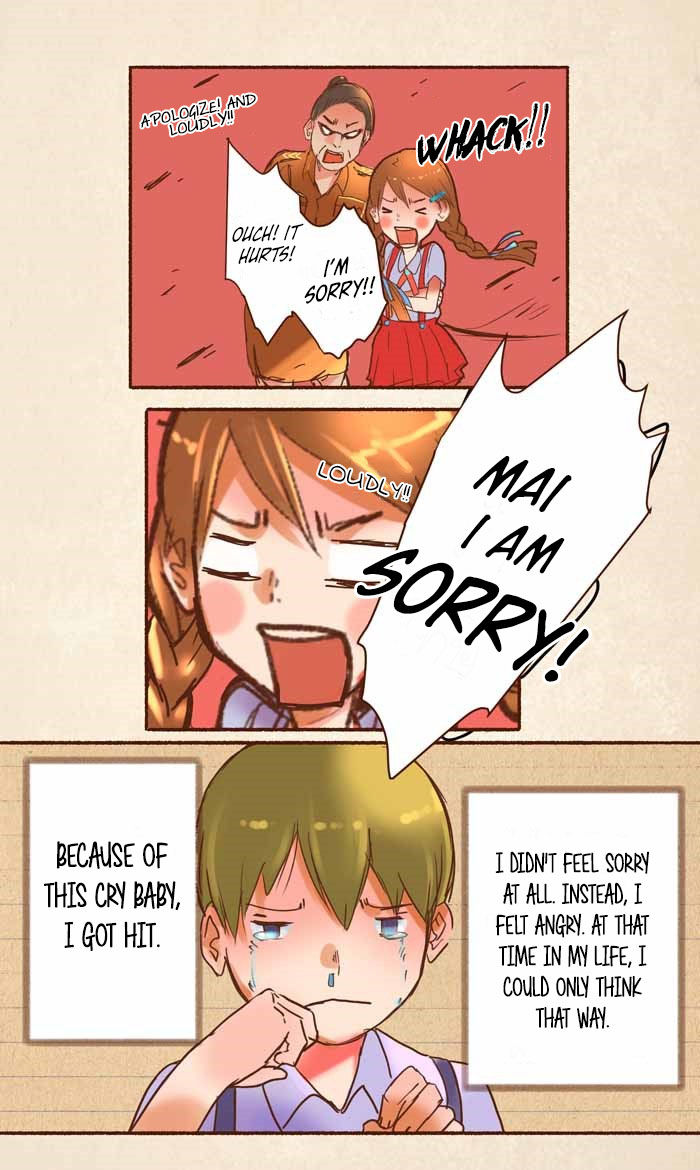 APOLOGIZE! AND
LOUDLY!!
WHACK!!
OUCH! IT
HURTS!
I'M
SORRY!!
LOUDLY!!
MAI
I AM
SORRY!
BECAUSE OF
THIS CRY BABY,
I GOT HIT.
I DIDN'T FEEL SORRY
AT ALL. INSTEAD, I
FELT ANGRY. AT THAT
TIME IN MY LIFE, I
COULD ONLY THINK
THAT WAY.